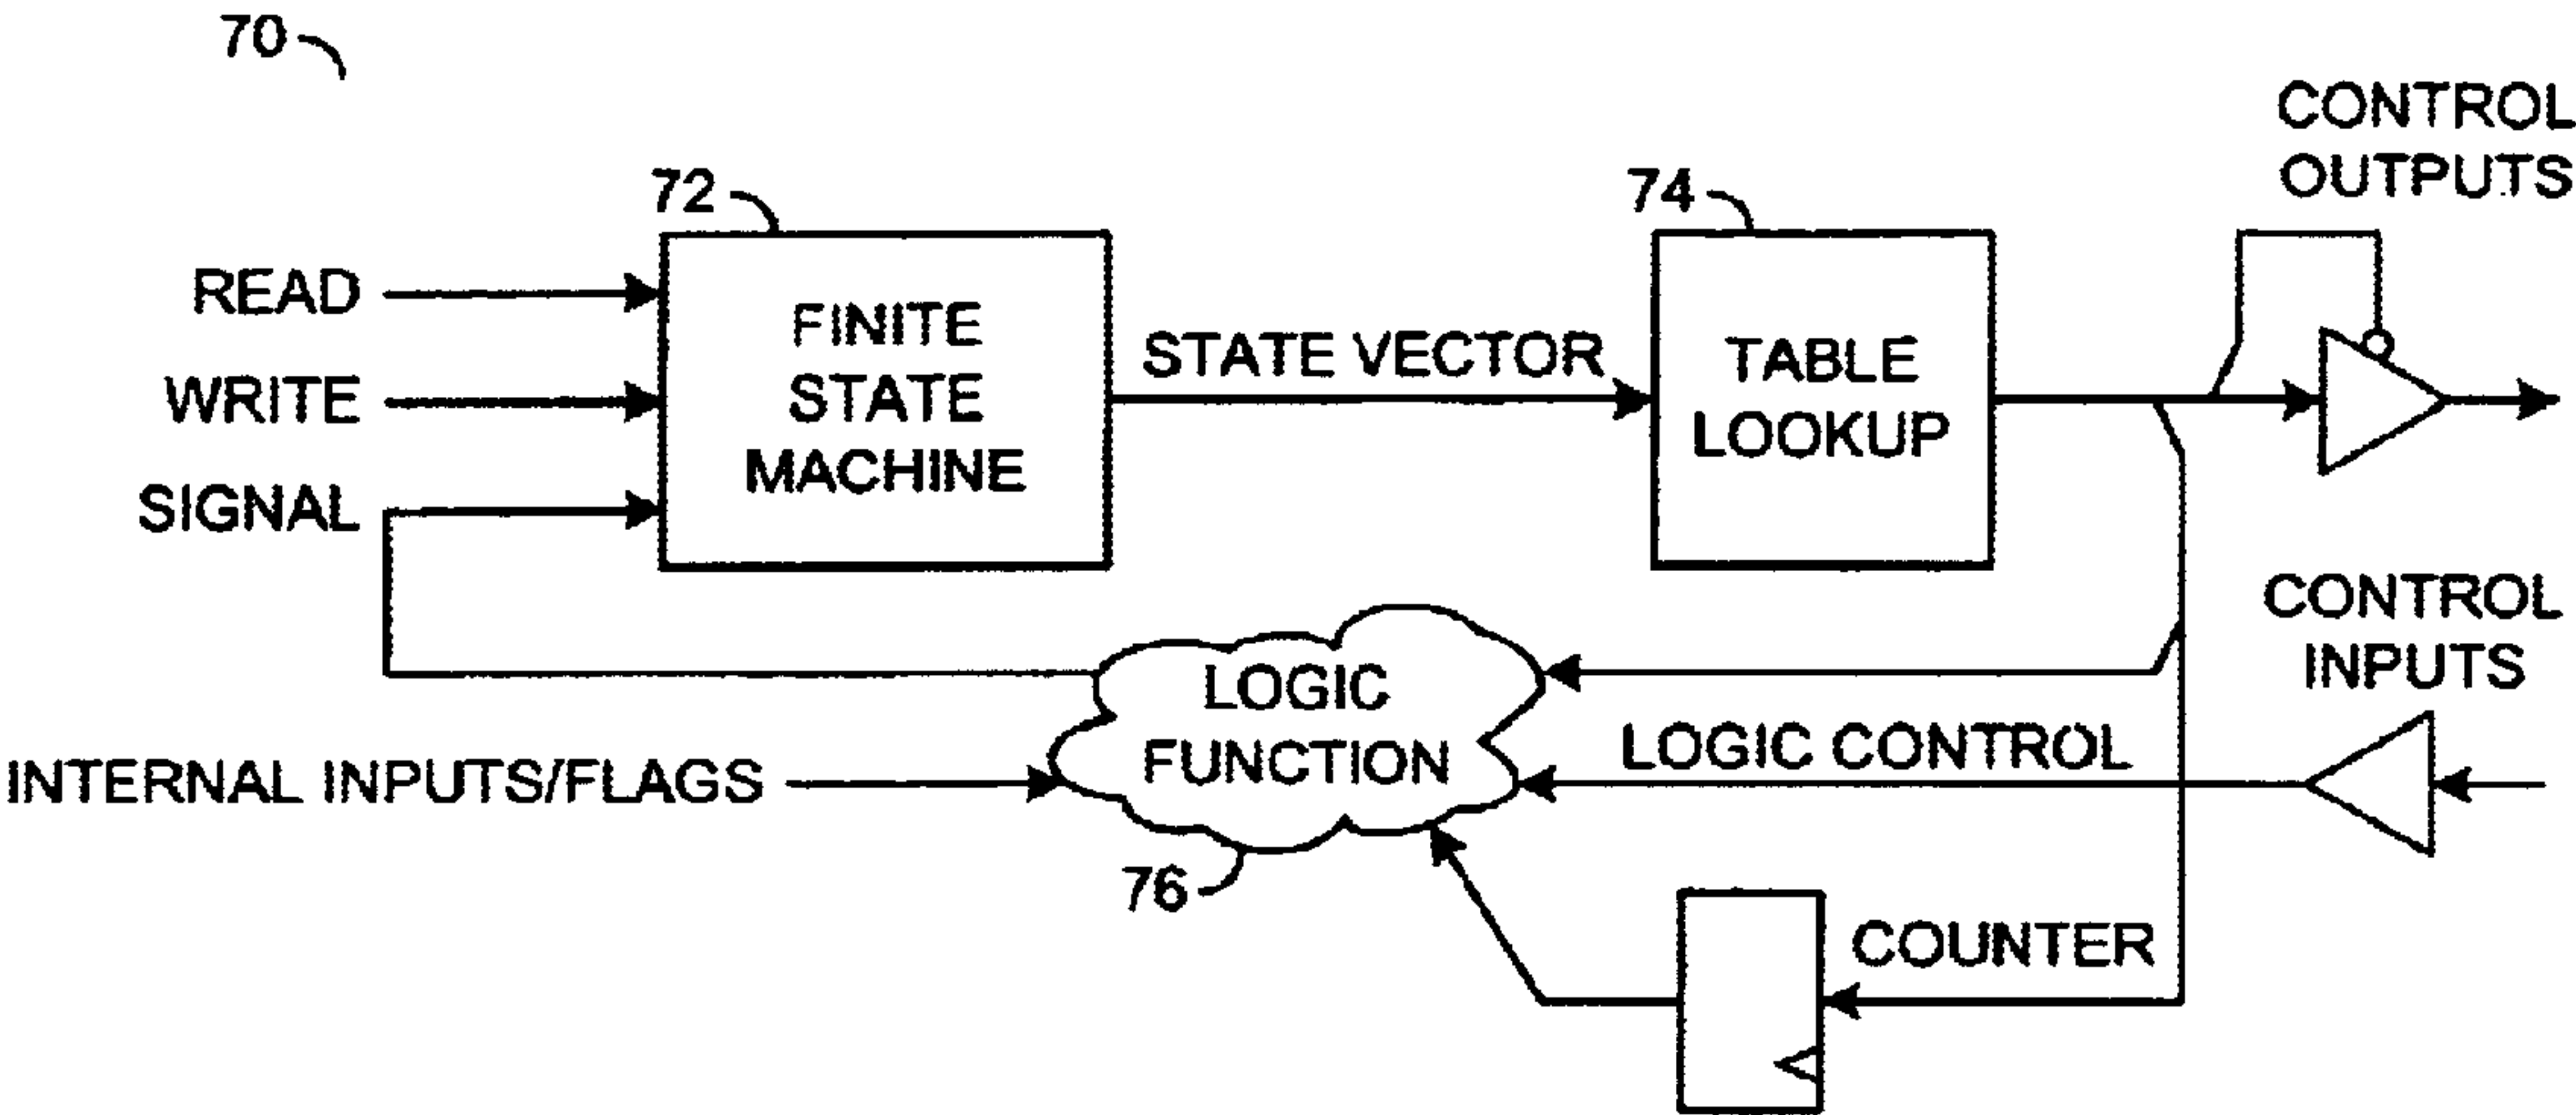 70
CONTROL
OUTPUTS
72
74
READ
WRITE
SIGNAL
FINITE
STATE
MACHINE
STATE VECTOR
TABLE
LOOKUP
CONTROL
INPUTS
LOGIC
FUNCTION
LOGIC CONTROL
INTERNAL INPUTS/FLAGS
76
COUNTER